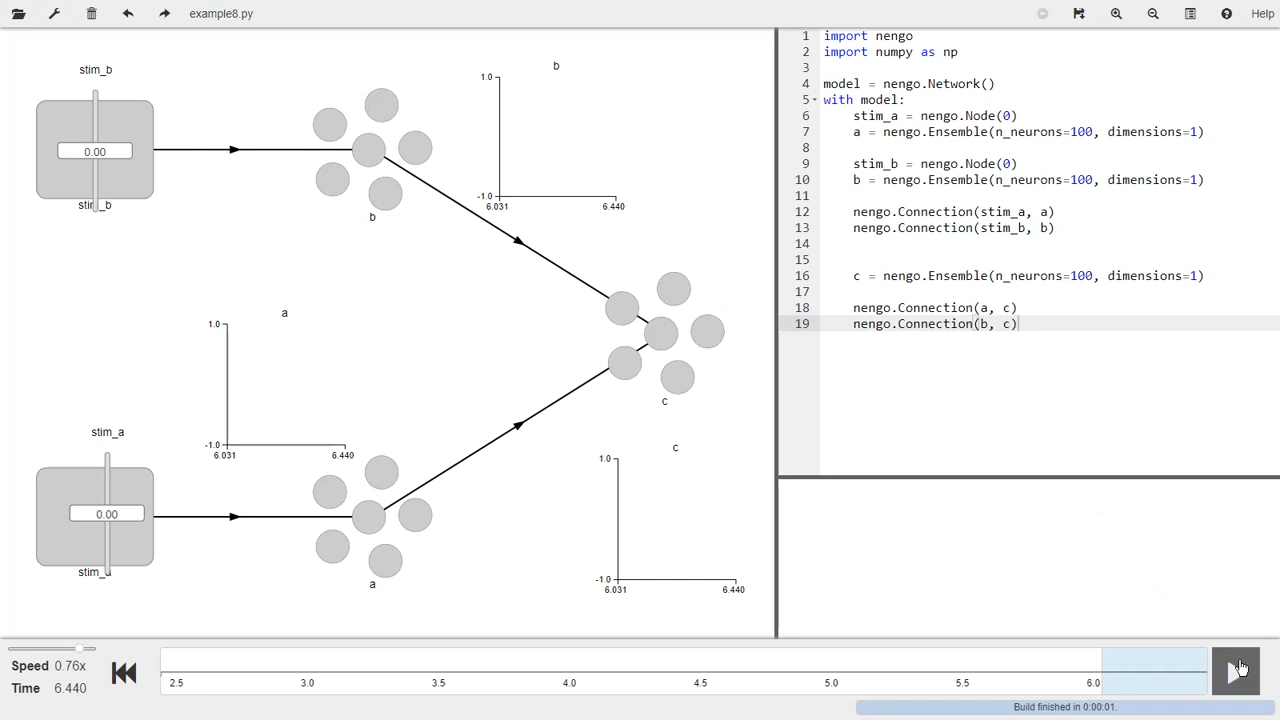 example8.py
Help
stim_b
0.00
stim_b
b
b
1.0
-1.0
6.031 6.440
a
1.0
-1.0
6.031 6.440
stim_a
0.00
stim_a
a
c
c
1.0
-1.0
6.031 6.440
1 import nengo
2 import numpy as np
3
4 model = nengo.Network()
5 with model:
6 stim_a = nengo.Node(0)
7 a = nengo.Ensemble(n_neurons=100, dimensions=1)
8
9 stim_b = nengo.Node(0)
10 b = nengo.Ensemble(n_neurons=100, dimensions=1)
11
12 nengo.Connection(stim_a, a)
13 nengo.Connection(stim_b, b)
14
15
16 c = nengo.Ensemble(n_neurons=100, dimensions=1)
17
18 nengo.Connection(a, c)
19 nengo.Connection(b, c)
Speed 0.76x
Time 6.440
2.5 3.0 3.5 4.0 4.5 5.0 5.5 6.0
Build finished in 0:00:01.